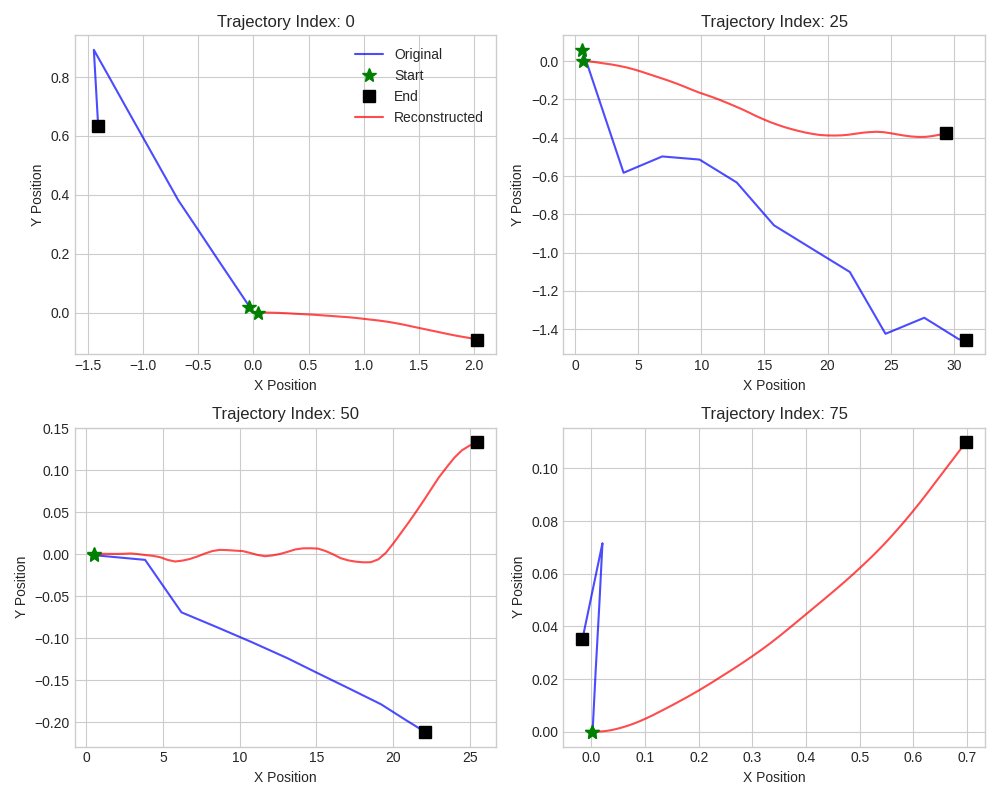 Trajectory Index: 0
Original
Start
End
Reconstructed
0.8
0.6
0.4
0.2
0.0
Y Position
−1.5 −1.0 −0.5 0.0 0.5 1.0 1.5 2.0
X Position
Trajectory Index: 25
0.0
−0.2
−0.4
−0.6
−0.8
−1.0
−1.2
−1.4
Y Position
0 5 10 15 20 25 30
X Position
Trajectory Index: 50
0.15
0.10
0.05
0.00
−0.05
−0.10
−0.15
−0.20
Y Position
0 5 10 15 20 25
X Position
Trajectory Index: 75
0.10
0.08
0.06
0.04
0.02
0.00
Y Position
0.0 0.1 0.2 0.3 0.4 0.5 0.6 0.7
X Position